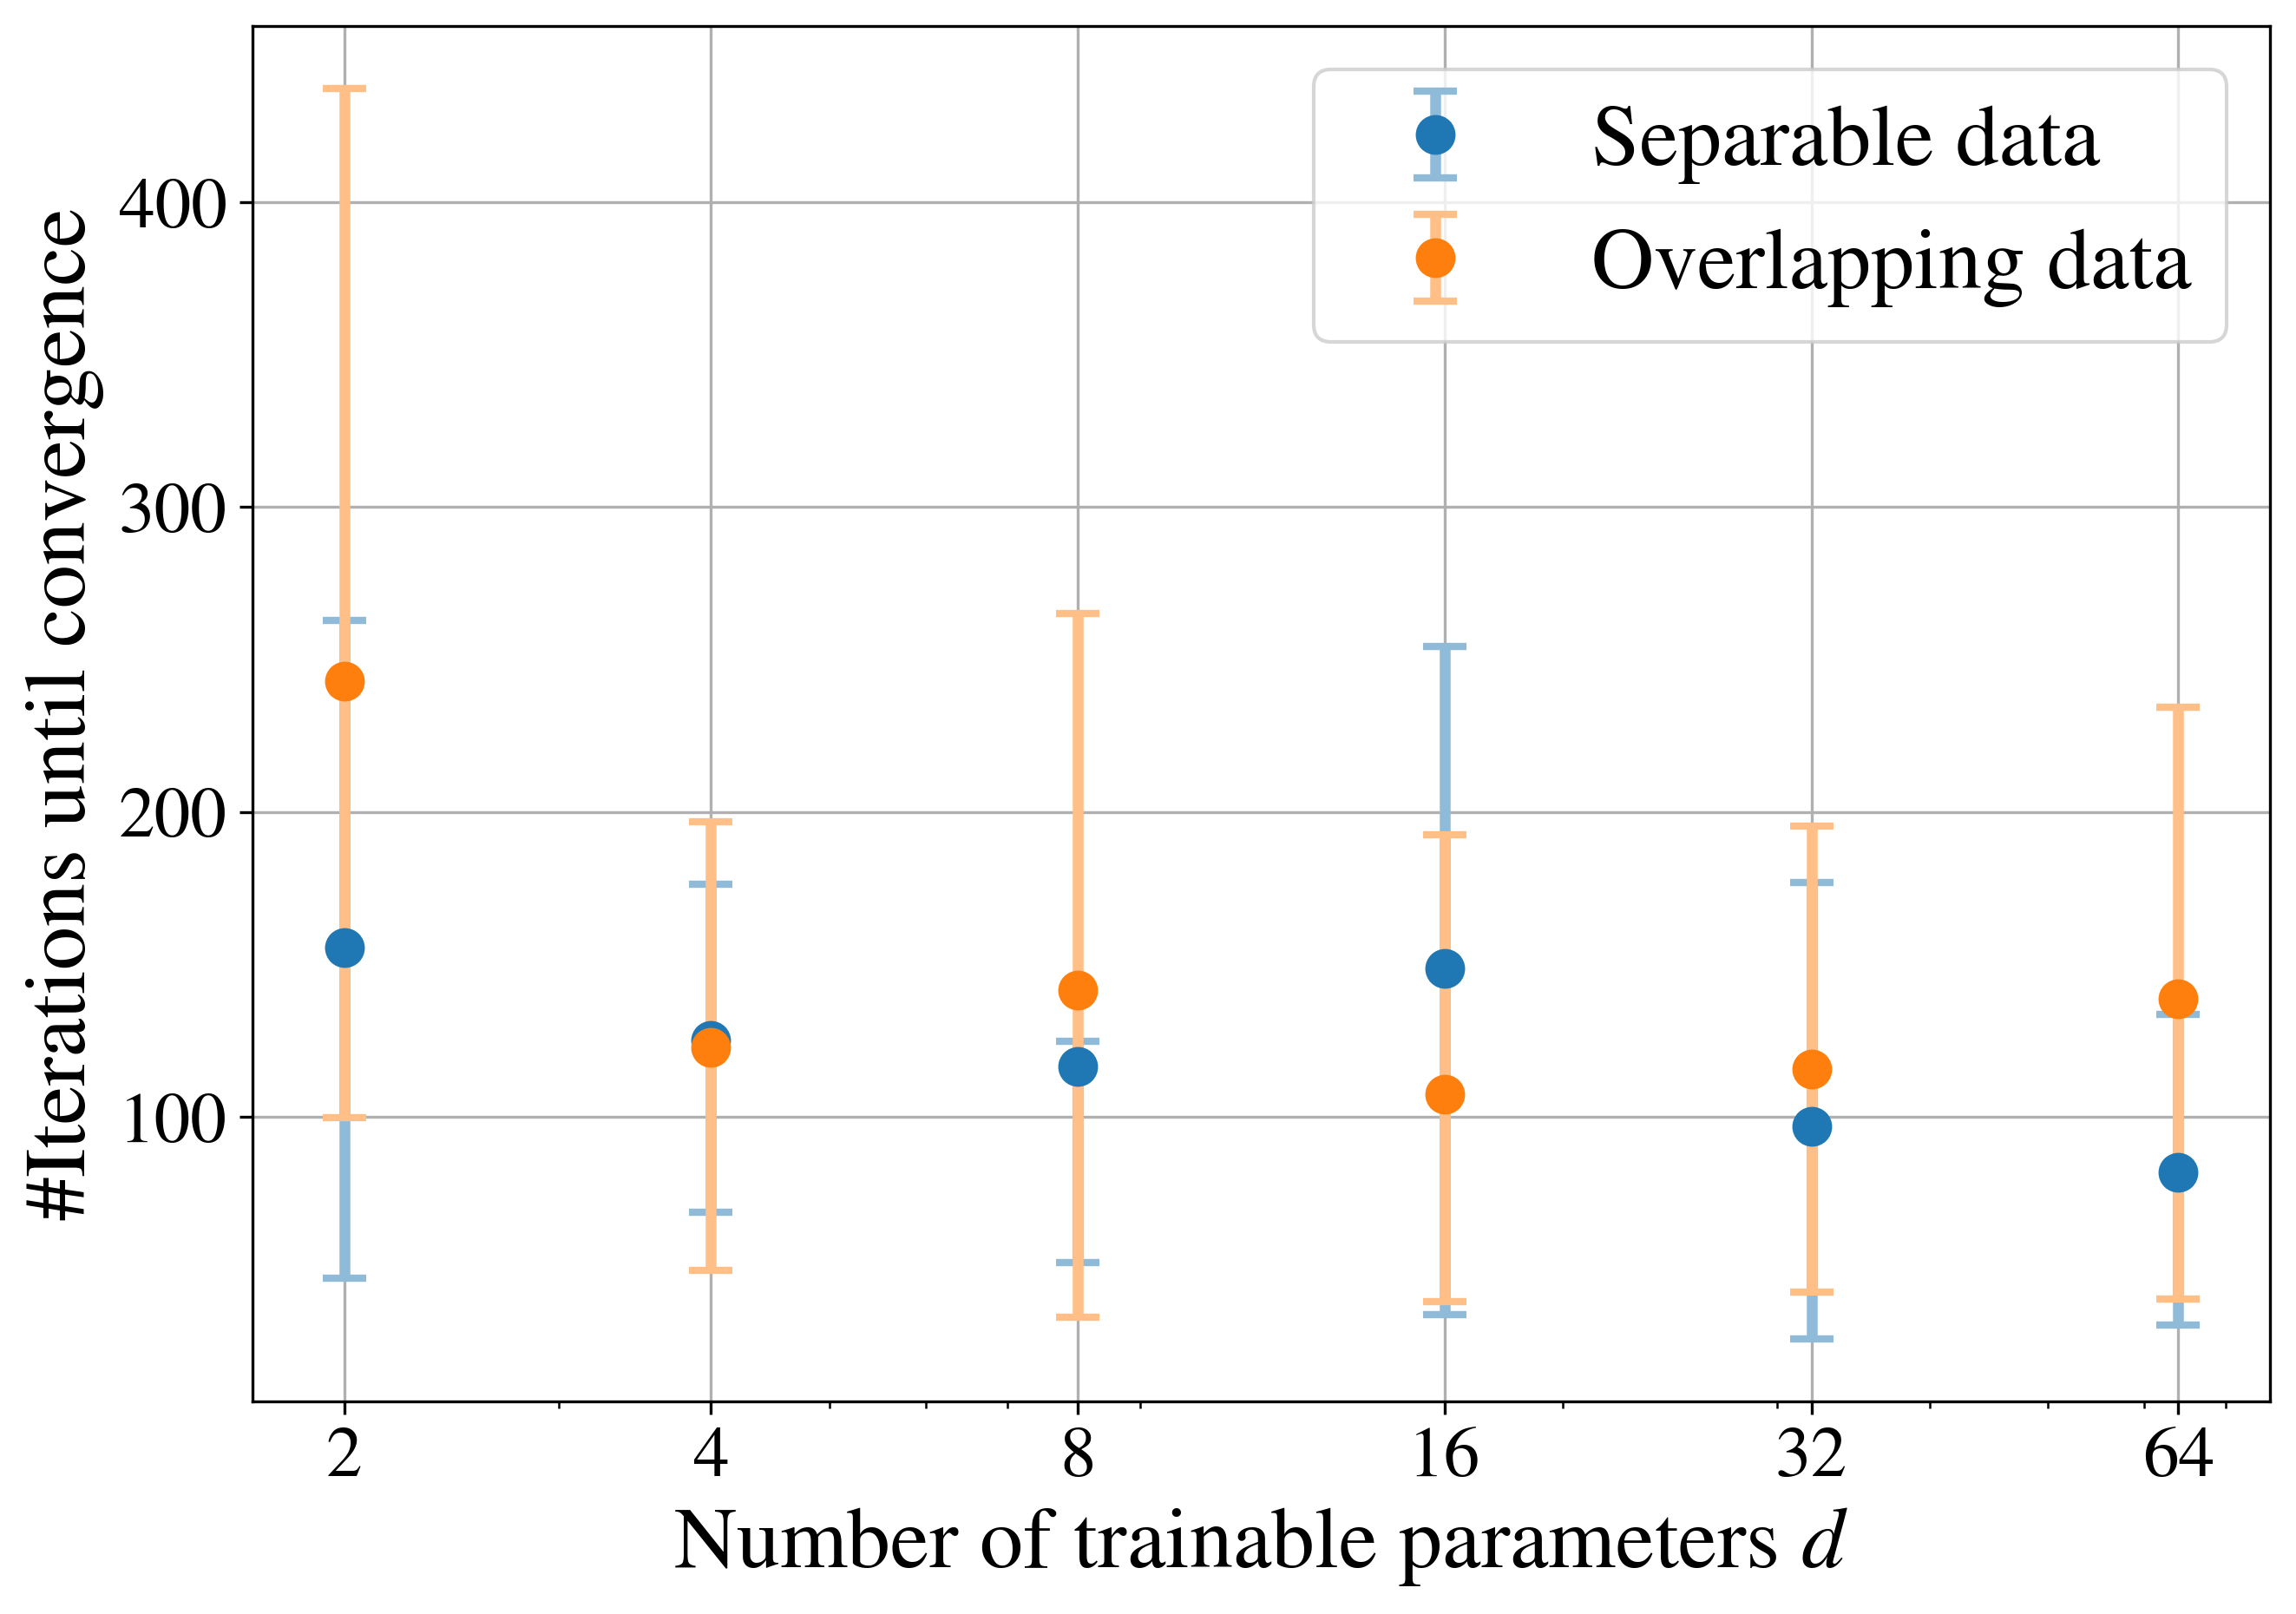 #Iterations until convergence
400
300
200
100
Separable data
Overlapping data
2 4 8 16 32 64
Number of trainable parameters d